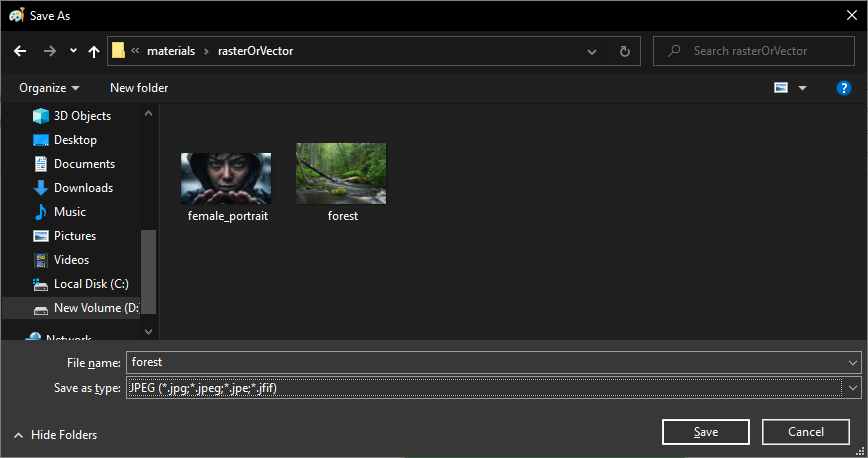 Save As
materials
rasterOrVector
Search rasterOrVector
Organize
New folder
3D Objects
Desktop
Documents
Downloads
Music
Pictures
Videos
Local Disk (C:)
New Volume (D:
Network
female_portrait
forest
File name:
forest
Save as type:
JPEG (*.jpg;*.jpeg;*.jpe;*.jfif)
Hide Folders
Save
Cancel